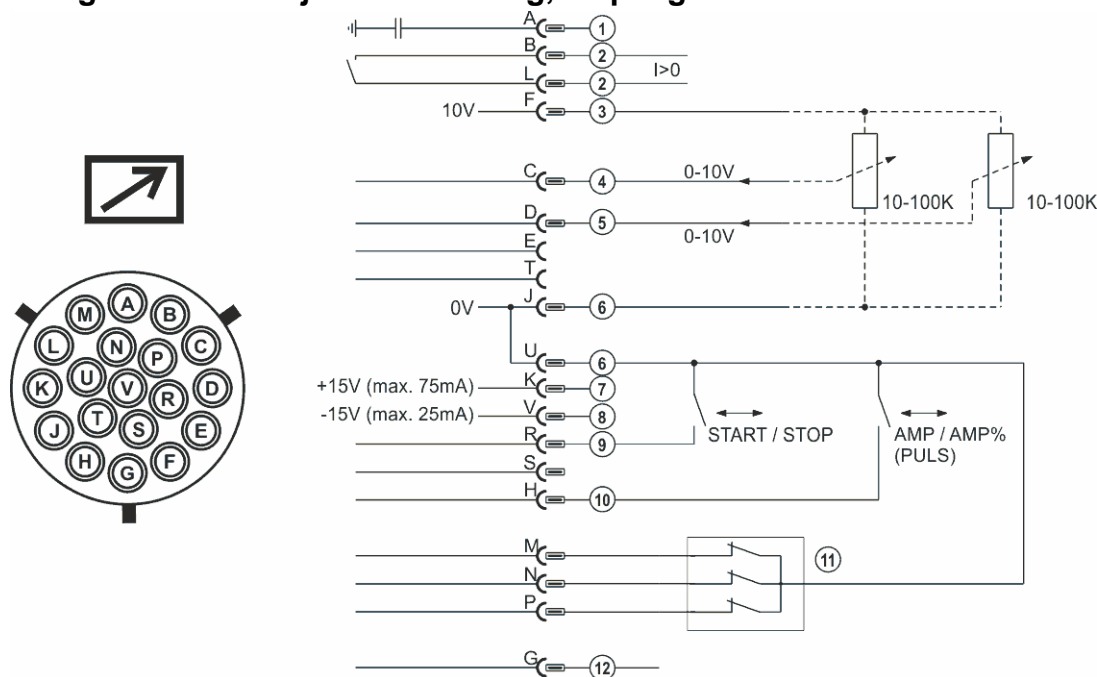 A 1
B 2
I>0
L 2
10V F 3
C 4 0-10V
10-100K 10-100K
D 5
0-10V
E
T
0V J 6
U 6
+15V (max. 75mA) K 7
-15V (max. 25mA) V 8
R 9 START / STOP AMP / AMP%
(PULS)
S
H 10
M 11
N
P
G 12
A
M B
L N P C
K U V R D
J T S E
H G F